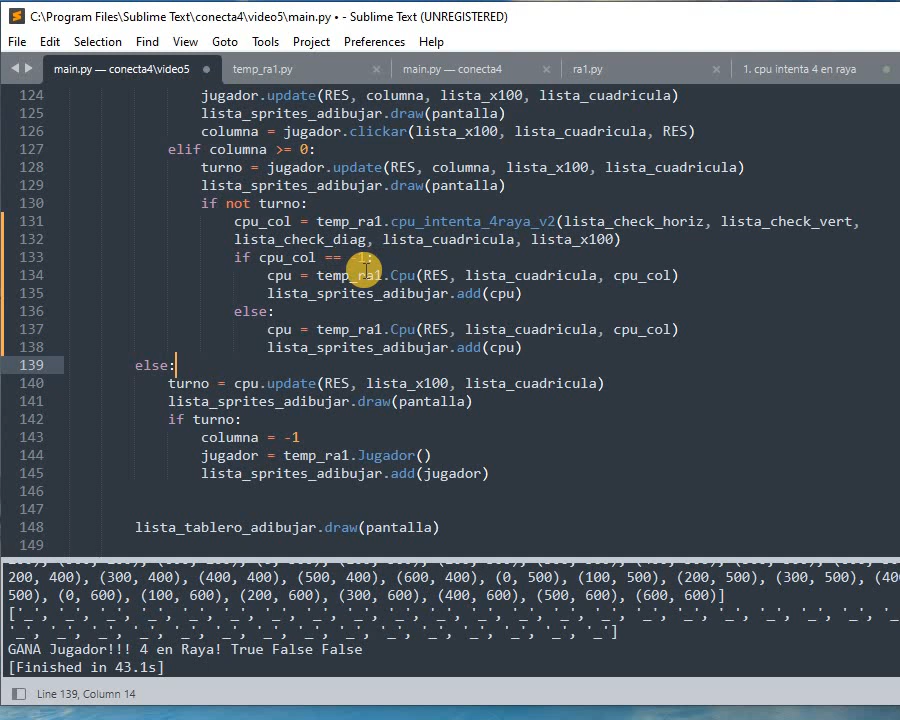 C:\Program Files\Sublime Text\conecta4\video5\main.py • - Sublime Text (UNREGISTERED)
File Edit Selection Find View Goto Tools Project Preferences Help
main.py — conecta4\video5 temp_ra1.py main.py — conecta4 ra1.py 1. cpu intenta 4 en raya
124 jugador.update(RES, columna, lista_x100, lista_cuadricula)
125 lista_sprites_adibujar.draw(pantalla)
126 columna = jugador.clickar(lista_x100, lista_cuadricula, RES)
127 elif columna >= 0:
128 turno = jugador.update(RES, columna, lista_x100, lista_cuadricula)
129 lista_sprites_adibujar.draw(pantalla)
130 if not turno:
131 cpu_col = temp_ra1.cpu_intenta_4raya_v2(lista_check_horiz, lista_check_vert,
132 lista_check_diag, lista_cuadricula, lista_x100)
133 if cpu_col == -1:
134 cpu = temp_ra1.Cpu(RES, lista_cuadricula, cpu_col)
135 lista_sprites_adibujar.add(cpu)
136 else:
137 cpu = temp_ra1.Cpu(RES, lista_cuadricula, cpu_col)
138 lista_sprites_adibujar.add(cpu)
139 else:
140 turno = cpu.update(RES, lista_x100, lista_cuadricula)
141 lista_sprites_adibujar.draw(pantalla)
142 if turno:
143 columna = -1
144 jugador = temp_ra1.Jugador()
145 lista_sprites_adibujar.add(jugador)
146
147
148 lista_tablero_adibujar.draw(pantalla)
149
200, 400), (300, 400), (400, 400), (500, 400), (600, 400), (0, 500), (100, 500), (200, 500), (300, 500), (400
500), (0, 600), (100, 600), (200, 600), (300, 600), (400, 600), (500, 600), (600, 600)]
['_', '_', '_', '_', '_', '_', '_', '_', '_', '_', '_', '_', '_', '_', '_', '_', '_', '_', '_', '_', '_', '_
'_', '_', '_', '_', '_', '_', '_', '_', '_', '_', '_', '_', '_', '_', '_']
GANA Jugador!!! 4 en Raya! True False False
[Finished in 43.1s]
Line 139, Column 14